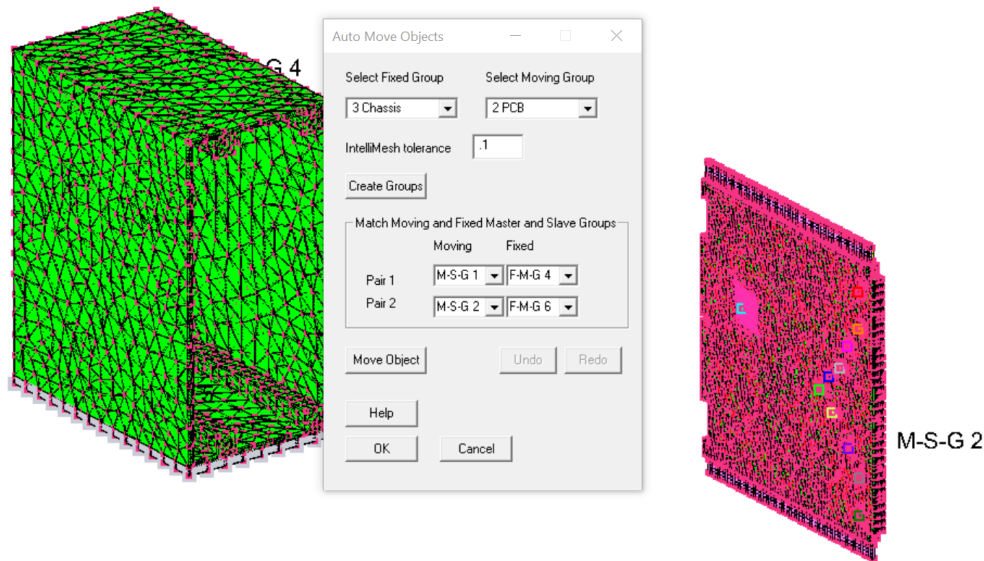 Auto Move Objects
G 4
Select Fixed Group Select Moving Group
3 Chassis 2 PCB
IntelliMesh tolerance .1
Create Groups
Match Moving and Fixed Master and Slave Groups
Moving Fixed
Pair 1 M-S-G 1 F-M-G 4
Pair 2 M-S-G 2 F-M-G 6
Move Object Undo Redo
Help
OK Cancel
M-S-G 2